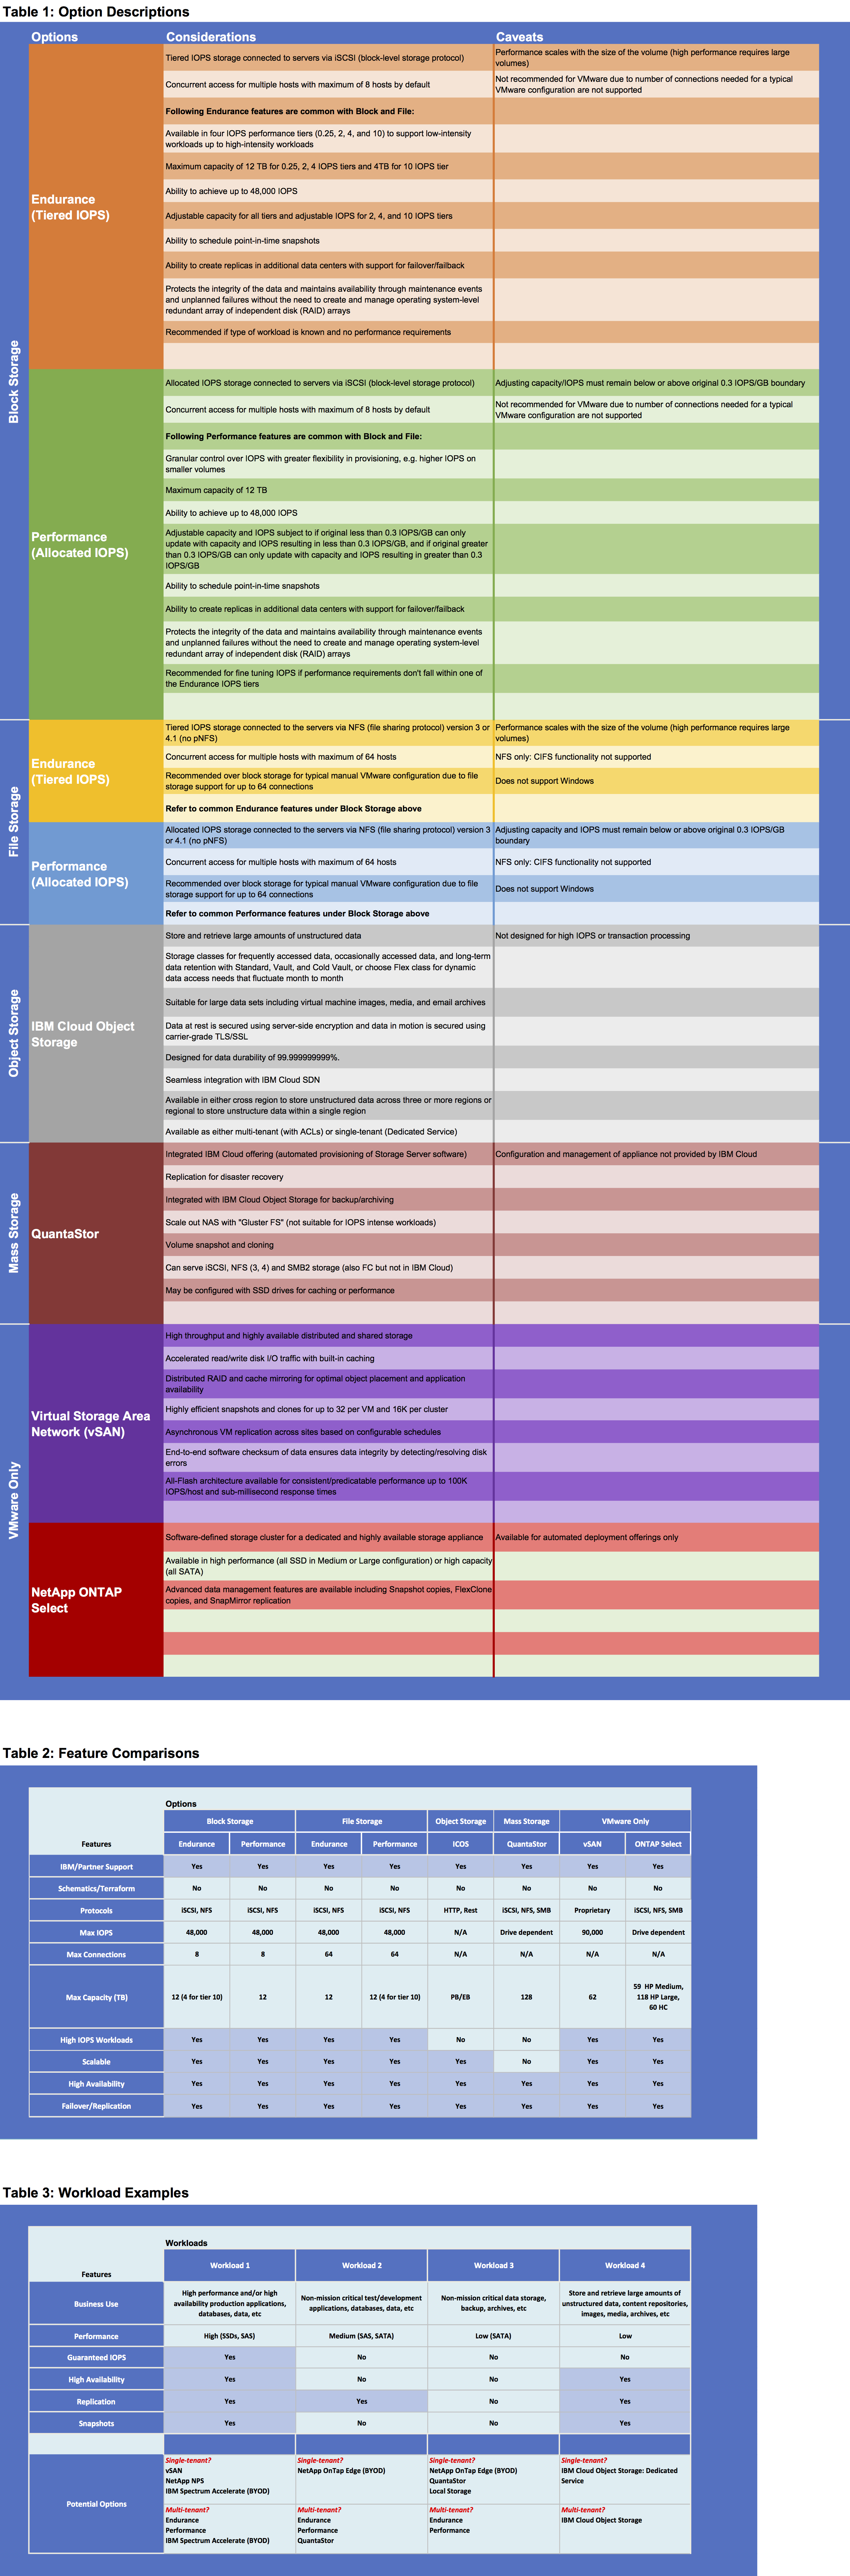 Table 1: Option Descriptions
Options Considerations Caveats
Block Storage
Endurance
(Tiered IOPS)
Tiered IOPS storage connected to servers via iSCSI (block-level storage protocol)
Performance scales with the size of the volume (high performance requires large
volumes)
Concurrent access for multiple hosts with maximum of 8 hosts by default
Not recommended for VMware due to number of connections needed for a typical
VMware configuration are not supported
Following Endurance features are common with Block and File:
Available in four IOPS performance tiers (0.25, 2, 4, and 10) to support low-intensity
workloads up to high-intensity workloads
Maximum capacity of 12 TB for 0.25, 2, 4 IOPS tiers and 4TB for 10 IOPS tier
Ability to achieve up to 48,000 IOPS
Adjustable capacity for all tiers and adjustable IOPS for 2, 4, and 10 IOPS tiers
Ability to schedule point-in-time snapshots
Ability to create replicas in additional data centers with support for failover/failback
Protects the integrity of the data and maintains availability through maintenance events
and unplanned failures without the need to create and manage operating system-level
redundant array of independent disk (RAID) arrays
Recommended if type of workload is known and no performance requirements
Performance
(Allocated IOPS)
Allocated IOPS storage connected to servers via iSCSI (block-level storage protocol)
Adjusting capacity/IOPS must remain below or above original 0.3 IOPS/GB boundary
Concurrent access for multiple hosts with maximum of 8 hosts by default
Not recommended for VMware due to number of connections needed for a typical
VMware configuration are not supported
Following Performance features are common with Block and File:
Granular control over IOPS with greater flexibility in provisioning, e.g. higher IOPS on
smaller volumes
Maximum capacity of 12 TB
Ability to achieve up to 48,000 IOPS
Adjustable capacity and IOPS subject to if original less than 0.3 IOPS/GB can only
update with capacity and IOPS resulting in less than 0.3 IOPS/GB, and if original greater
than 0.3 IOPS/GB can only update with capacity and IOPS resulting in greater than 0.3
IOPS/GB
Ability to schedule point-in-time snapshots
Ability to create replicas in additional data centers with support for failover/failback
Protects the integrity of the data and maintains availability through maintenance events
and unplanned failures without the need to create and manage operating system-level
redundant array of independent disk (RAID) arrays
Recommended for fine tuning IOPS if performance requirements don't fall within one of
the Endurance IOPS tiers
File Storage
Endurance
(Tiered IOPS)
Tiered IOPS storage connected to the servers via NFS (file sharing protocol) version 3 or
4.1 (no pNFS)
Performance scales with the size of the volume (high performance requires large
volumes)
Concurrent access for multiple hosts with maximum of 64 hosts
NFS only: CIFS functionality not supported
Recommended over block storage for typical manual VMware configuration due to file
storage support for up to 64 connections
Does not support Windows
Refer to common Endurance features under Block Storage above
Performance
(Allocated IOPS)
Allocated IOPS storage connected to the servers via NFS (file sharing protocol) version 3
or 4.1 (no pNFS)
Adjusting capacity and IOPS must remain below or above original 0.3 IOPS/GB
boundary
Concurrent access for multiple hosts with maximum of 64 hosts
NFS only: CIFS functionality not supported
Recommended over block storage for typical manual VMware configuration due to file
storage support for up to 64 connections
Does not support Windows
Refer to common Performance features under Block Storage above
Object Storage
IBM Cloud Object
Storage
Store and retrieve large amounts of unstructured data
Not designed for high IOPS or transaction processing
Storage classes for frequently accessed data, occasionally accessed data, and long-term
data retention with Standard, Vault, and Cold Vault, or choose Flex class for dynamic
data access needs that fluctuate month to month
Suitable for large data sets including virtual machine images, media, and email archives
Data at rest is secured using server-side encryption and data in motion is secured using
carrier-grade TLS/SSL
Designed for data durability of 99.999999999%.
Seamless integration with IBM Cloud SDN
Available in either cross region to store unstructured data across three or more regions or
regional to store unstructure data within a single region
Available as either multi-tenant (with ACLs) or single-tenant (Dedicated Service)
Mass Storage
QuantaStor
Integrated IBM Cloud offering (automated provisioning of Storage Server software)
Configuration and management of appliance not provided by IBM Cloud
Replication for disaster recovery
Integrated with IBM Cloud Object Storage for backup/archiving
Scale out NAS with "Gluster FS" (not suitable for IOPS intense workloads)
Volume snapshot and cloning
Can serve iSCSI, NFS (3, 4) and SMB2 storage (also FC but not in IBM Cloud)
May be configured with SSD drives for caching or performance
VMware Only
Virtual Storage Area
Network (vSAN)
High throughput and highly available distributed and shared storage
Accelerated read/write disk I/O traffic with built-in caching
Distributed RAID and cache mirroring for optimal object placement and application
availability
Highly efficient snapshots and clones for up to 32 per VM and 16K per cluster
Asynchronous VM replication across sites based on configurable schedules
End-to-end software checksum of data ensures data integrity by detecting/resolving disk
errors
All-Flash architecture available for consistent/predicatable performance up to 100K
IOPS/host and sub-millisecond response times
NetApp ONTAP
Select
Software-defined storage cluster for a dedicated and highly available storage appliance
Available for automated deployment offerings only
Available in high performance (all SSD in Medium or Large configuration) or high capacity
(all SATA)
Advanced data management features are available including Snapshot copies, FlexClone
copies, and SnapMirror replication
Table 2: Feature Comparisons
Options
Block Storage File Storage Object Storage Mass Storage VMware Only
Features Endurance Performance Endurance Performance ICOS QuantaStor vSAN ONTAP Select
IBM/Partner Support Yes Yes Yes Yes Yes Yes Yes Yes
Schematics/Terraform No No No No No No No No
Protocols iSCSI, NFS iSCSI, NFS iSCSI, NFS iSCSI, NFS HTTP, Rest iSCSI, NFS, SMB Proprietary iSCSI, NFS, SMB
Max IOPS 48,000 48,000 48,000 48,000 N/A Drive dependent 90,000 Drive dependent
Max Connections 8 8 64 64 N/A N/A N/A N/A
Max Capacity (TB) 12 (4 for tier 10) 12 12 12 (4 for tier 10) PB/EB 128 62
59 HP Medium,
118 HP Large,
60 HC
High IOPS Workloads Yes Yes Yes Yes No No Yes Yes
Scalable Yes Yes Yes Yes Yes No Yes Yes
High Availability Yes Yes Yes Yes Yes Yes Yes Yes
Failover/Replication Yes Yes Yes Yes Yes Yes Yes Yes
Table 3: Workload Examples
Workloads
Features Workload 1 Workload 2 Workload 3 Workload 4
Business Use
High performance and/or high
availability production applications,
databases, data, etc
Non-mission critical test/development
applications, databases, data, etc
Non-mission critical data storage,
backup, archives, etc
Store and retrieve large amounts of
unstructured data, content repositories,
images, media, archives, etc
Performance High (SSDs, SAS) Medium (SAS, SATA) Low (SATA) Low
Guaranteed IOPS Yes No No No
High Availability Yes No No Yes
Replication Yes Yes No Yes
Snapshots Yes No No Yes
Potential Options
Single-tenant?
vSAN
NetApp NPS
IBM Spectrum Accelerate (BYOD)
Multi-tenant?
Endurance
Performance
IBM Spectrum Accelerate (BYOD)
Single-tenant?
NetApp OnTap Edge (BYOD)
Multi-tenant?
Endurance
Performance
QuantaStor
Single-tenant?
NetApp OnTap Edge (BYOD)
QuantaStor
Local Storage
Multi-tenant?
Endurance
Performance
Single-tenant?
IBM Cloud Object Storage: Dedicated
Service
Multi-tenant?
IBM Cloud Object Storage